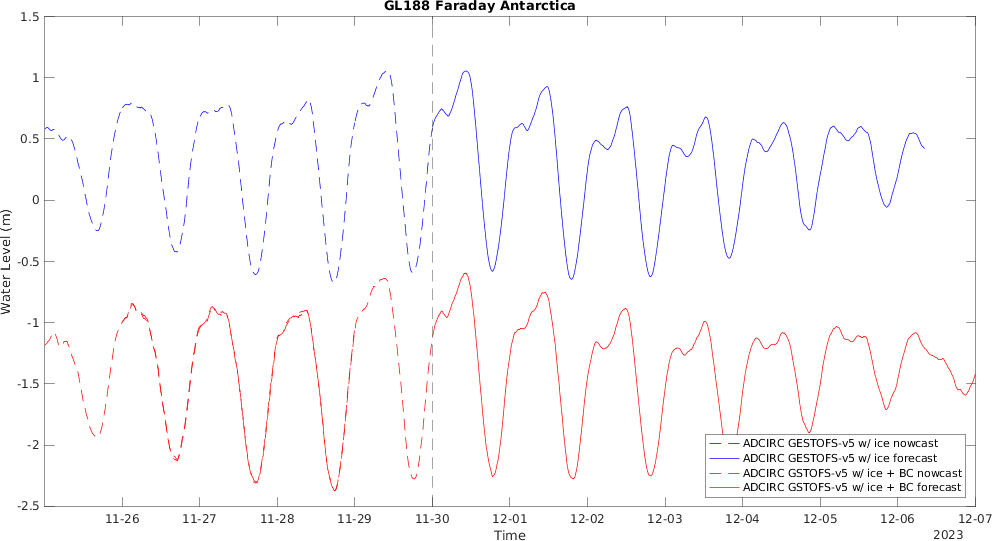 GL188 Faraday Antarctica
1.5
1
0.5
0
-0.5
-1
-1.5
-2
-2.5
Water Level (m)
ADCIRC GESTOFS-v5 w/ ice nowcast
ADCIRC GESTOFS-v5 w/ ice forecast
ADCIRC GSTOFS-v5 w/ ice + BC nowcast
ADCIRC GSTOFS-v5 w/ ice + BC forecast
11-26 11-27 11-28 11-29 11-30 12-01 12-02 12-03 12-04 12-05 12-06 12-07
Time
2023